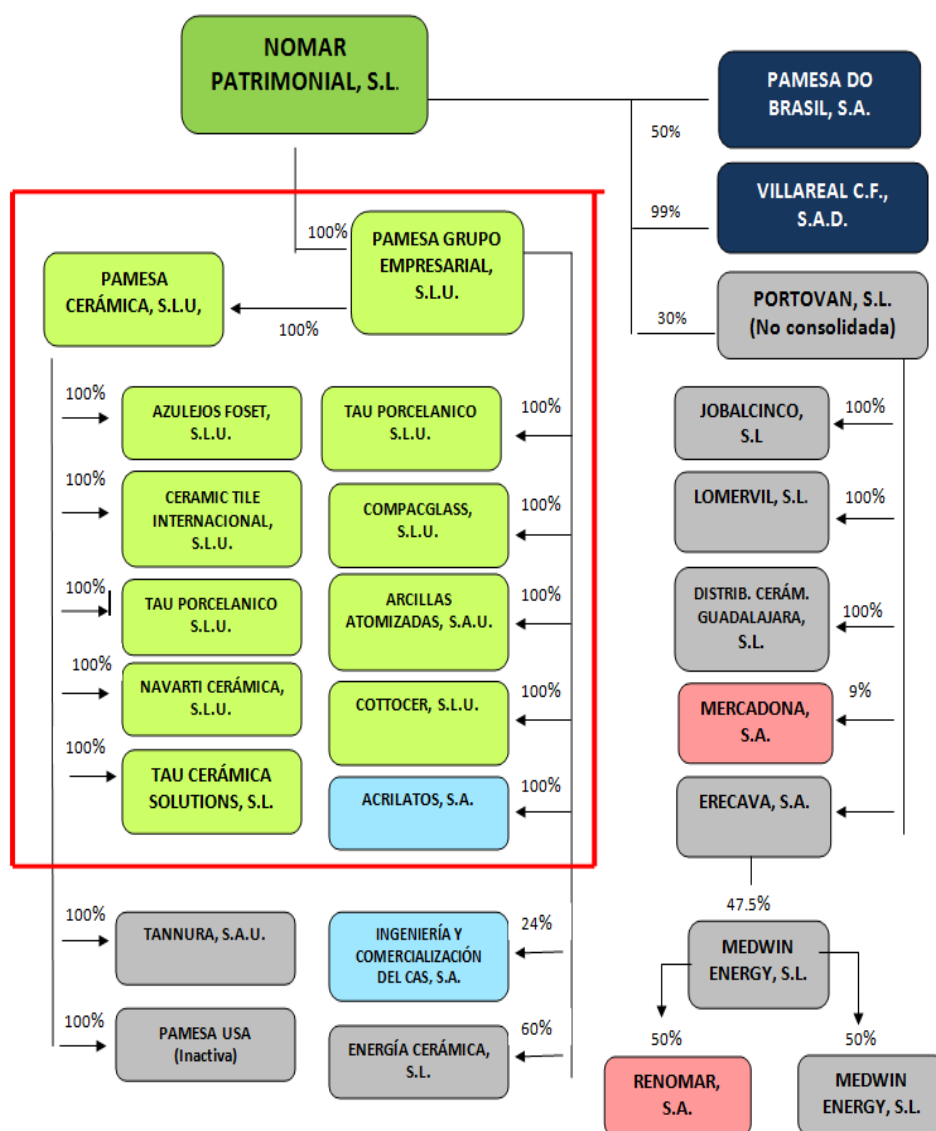 NOMAR
PATRIMONIAL, S.L.
PAMESA DO
BRASIL, S.A.
50%
VILLAREAL C.F.,
S.A.D.
99%
PORTOVAN, S.L.
(No consolidada)
30%
100%
PAMESA GRUPO
EMPRESARIAL,
S.L.U.
PAMESA
CERÁMICA, S.L.U,
100%
100%
AZULEJOS FOSET,
S.L.U.
TAU PORCELANICO
S.L.U.
100%
JOBALCINCO,
S.L
100%
100%
CERAMIC TILE
INTERNACIONAL,
S.L.U.
COMPACGLASS,
S.L.U.
100%
LOMERVIL, S.L.
100%
100%
TAU PORCELANICO
S.L.U.
ARCILLAS
ATOMIZADAS, S.A.U.
100%
DISTRIB. CERÁM.
GUADALAJARA,
S.L.
100%
100%
NAVARTI CERÁMICA,
S.L.U.
COTTOCER, S.L.U.
100%
MERCADONA,
S.A.
9%
100%
TAU CERÁMICA
SOLUTIONS, S.L.
ACRILATOS, S.A.
100%
ERECAVA, S.A.
47.5%
100%
TANNURA, S.A.U.
INGENIERÍA Y
COMERCIALIZACIÓN
DEL CAS, S.A.
24%
MEDWIN
ENERGY, S.L.
100%
PAMESA USA
(Inactiva)
ENERGÍA CERÁMICA,
S.L.
60%
50%
50%
RENOMAR,
S.A.
MEDWIN
ENERGY, S.L.